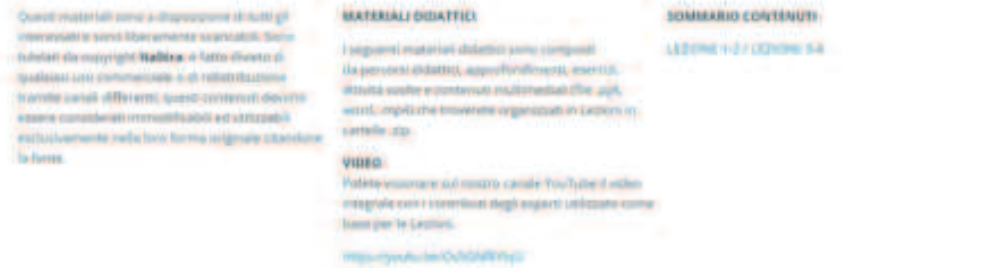 Questi materiali sono a disposizione di tutti gli
interessati e sono liberamente scaricabili. Sono
tutelati da copyright è fatto divieto di
qualsiasi uso commerciale o di redistribuzione
tramite canali differenti, questi contenuti devono
essere considerati immodificabili ed utilizzabili
esclusivamente nella loro forma originale citandone
la fonte.
MATERIALI DIDATTICI
I seguenti materiali didattici sono composti
da percorsi didattici, approfondimenti, esercizi,
attività svolte e contenuti multimediali (file .ppt,
word, .mp4) che troverete organizzati in Lezioni in
cartelle .zip.
VIDEO
Potete visionare sul nostro canale YouTube il video
integrale con i contributi degli esperti utilizzato come
base per le Lezioni.
SOMMARIO CONTENUTI
LEZIONE 1-2 / LEZIONE